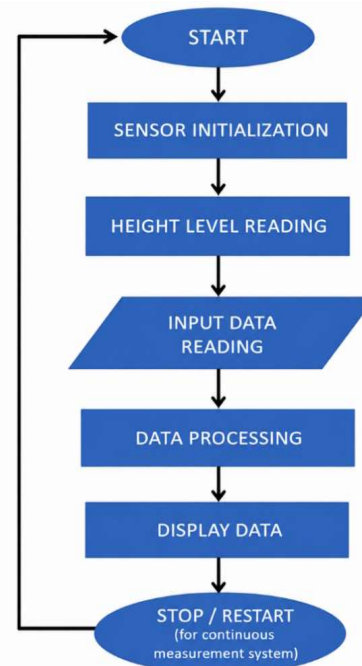 START
SENSOR INITIALIZATION
HEIGHT LEVEL READING
INPUT DATA
READING
DATA PROCESSING
DISPLAY DATA
STOP / RESTART
(for continuous
measurement system)